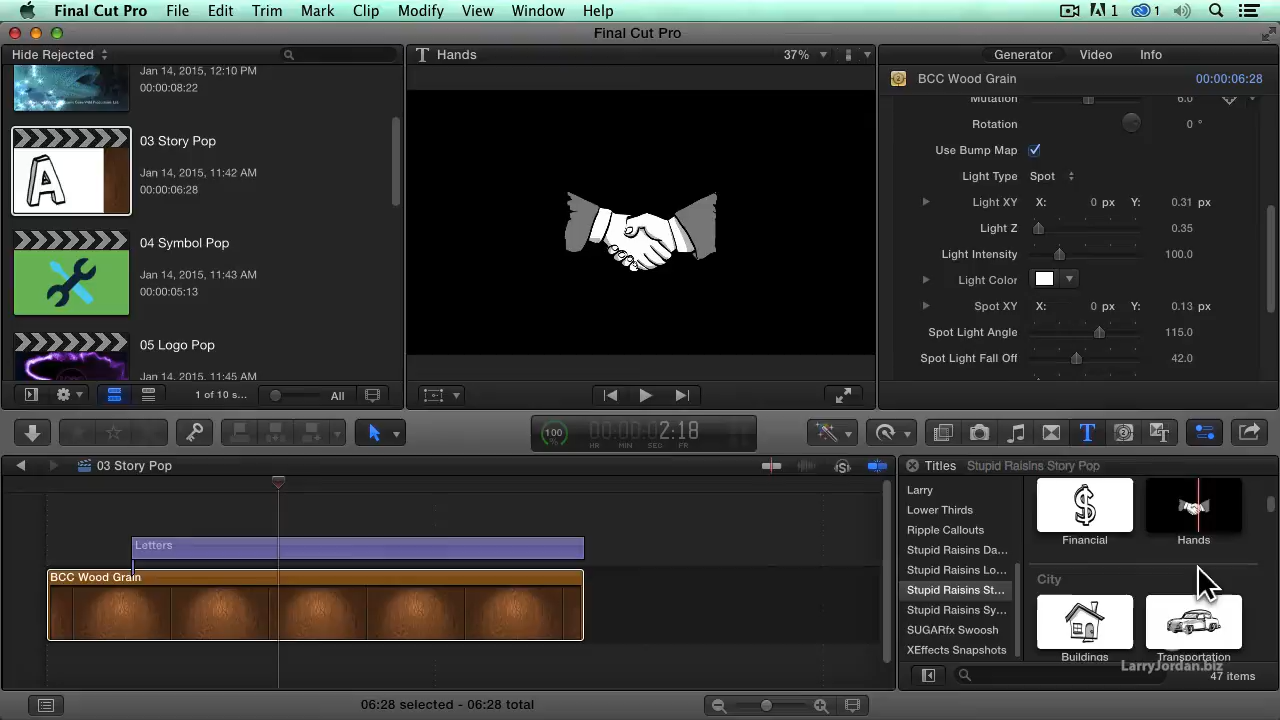 Final Cut Pro File Edit Trim Mark Clip Modify View Window Help 1 1
Final Cut Pro
Hide Rejected
Jan 14, 2015, 12:10 PM
00:00:08:22
03 Story Pop
Jan 14, 2015, 11:42 AM
00:00:06:28
A
04 Symbol Pop
Jan 14, 2015, 11:43 AM
00:00:05:13
05 Logo Pop
Jan 14, 2015, 11:45 AM
1 of 10 s... All
T Hands 37%
Generator Video Info
BCC Wood Grain 00:00:06:28
Mutation 6.0
Rotation 0 °
Use Bump Map
Light Type Spot
Light XY X: 0 px Y: 0.31 px
Light Z 0.35
Light Intensity 100.0
Light Color
Spot XY X: 0 px Y: 0.13 px
Spot Light Angle 115.0
Spot Light Fall Off 42.0
100 % 00:00:02:18
HR MIN SEC FR
T
03 Story Pop
Letters
BCC Wood Grain
06:28 selected - 06:28 total
Titles Stupid Raisins Story Pop
Larry
Lower Thirds
Ripple Callouts
Stupid Raisins Da...
Stupid Raisins Lo...
Stupid Raisins St...
Stupid Raisins Sy...
SUGARfx Swoosh
XEffects Snapshots
$
Financial Hands
City
Buildings Transportation
LarryJordan.biz
47 items